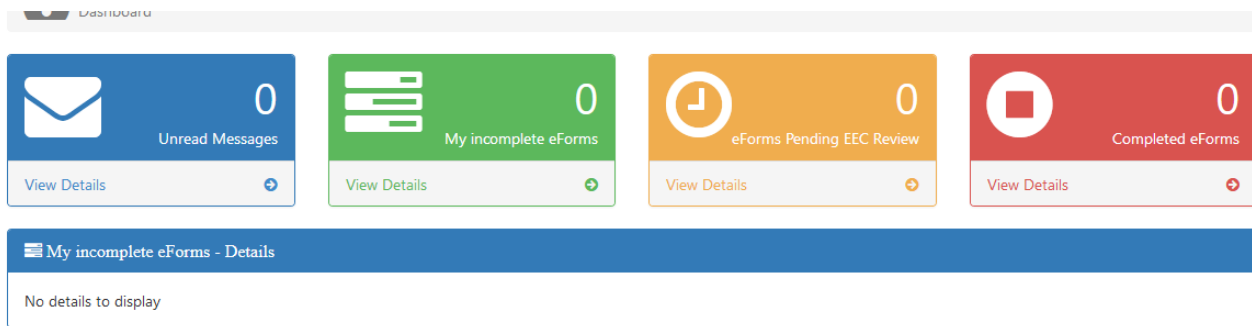 Dashboard
0
Unread Messages
View Details
0
My incomplete eForms
View Details
0
eForms Pending EEC Review
View Details
0
Completed eForms
View Details
My incomplete eForms - Details
No details to display